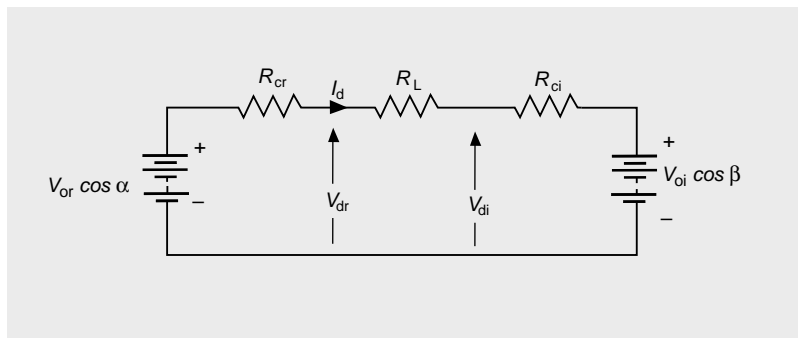 R_cr
I_d
R_L
R_ci
+
+
V_or cos α
V_dr
V_di
V_oi cos β
−
−